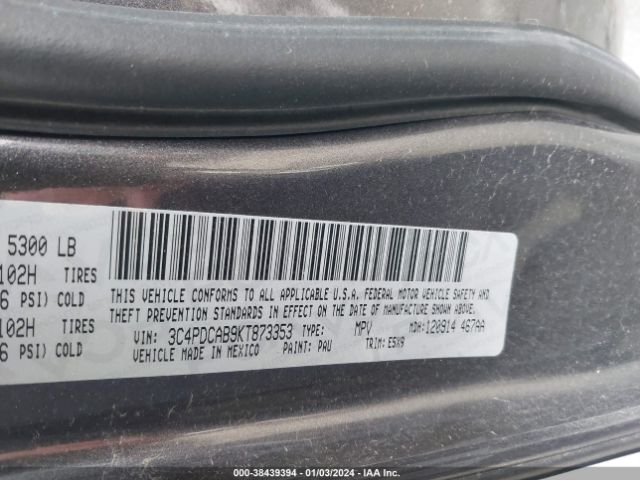 5300 LB
102H TIRES
6 PSI) COLD
102H TIRES
6 PSI) COLD
THIS VEHICLE CONFORMS TO ALL APPLICABLE U.S.A. FEDERAL MOTOR VEHICLE SAFETY AND
THEFT PREVENTION STANDARDS IN EFFECT ON THE DATE OF MANUFACTURE SHOWN ABOVE.
VIN: 3C4PDCAB9KT873353 TYPE: MPV MDH:120914 467AA
VEHICLE MADE IN MEXICO PAINT: PAU TRIM: E5X9
00-38439394 - 01/03/2024 - IAA Inc.